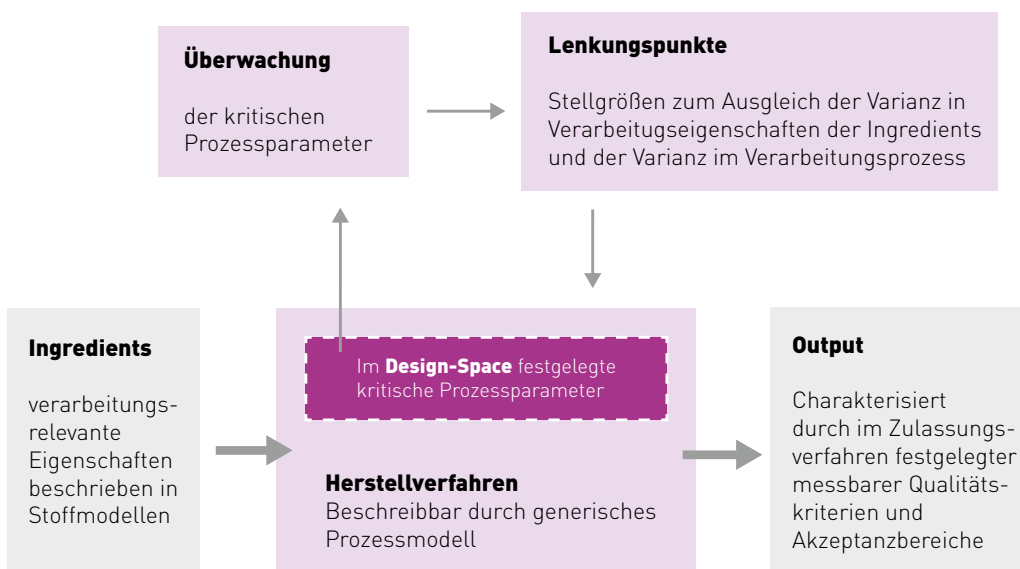 Überwachung
der kritischen
Prozessparameter
Lenkungspunkte
Stellgrößen zum Ausgleich der Varianz in
Verarbeitugseigenschaften der Ingredients
und der Varianz im Verarbeitungsprozess
Ingredients
verarbeitungs-
relevante
Eigenschaften
beschrieben in
Stoffmodellen
Im Design-Space festgelegte
kritische Prozessparameter
Herstellverfahren
Beschreibbar durch generisches
Prozessmodell
Output
Charakterisiert
durch im Zulassungs-
verfahren festgelegter
messbarer Qualitäts-
kriterien und
Akzeptanzbereiche